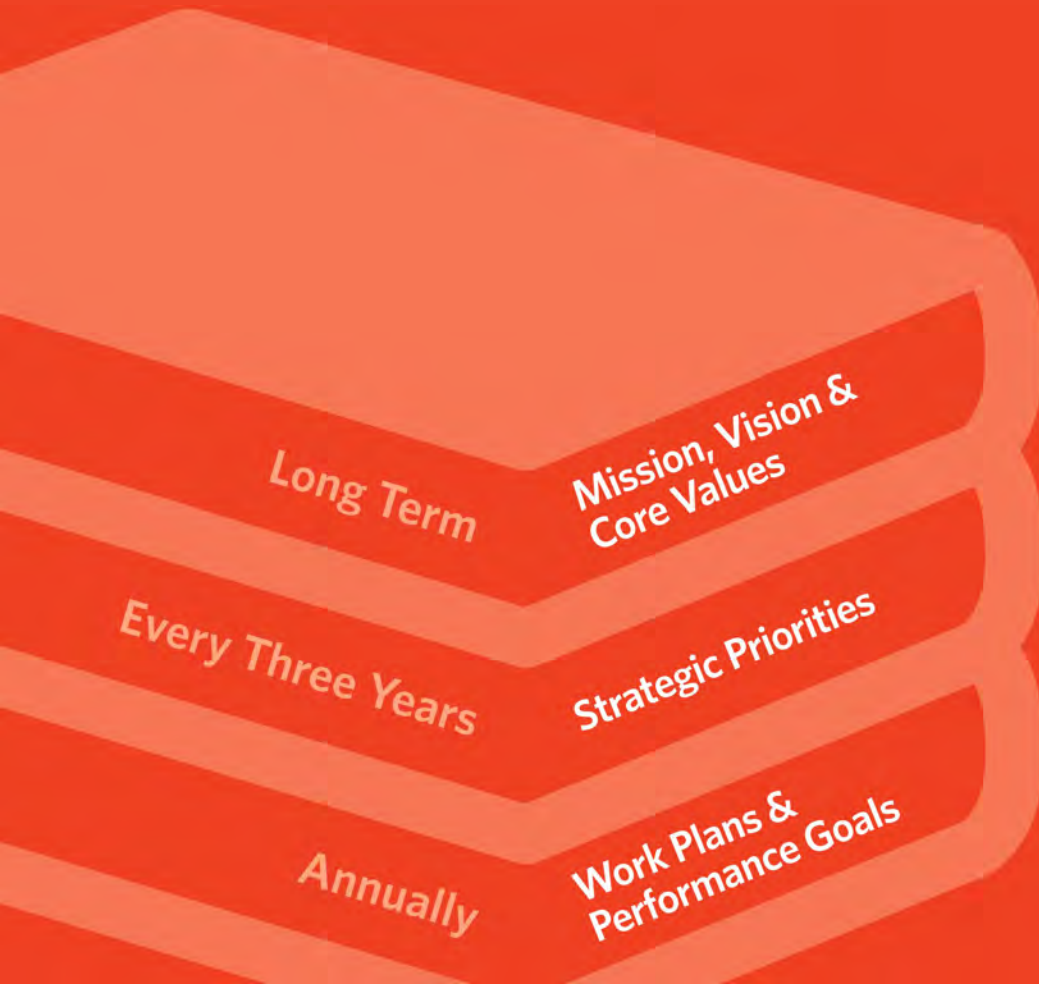 Long Term
Mission, Vision &
Core Values
Every Three Years
Strategic Priorities
Annually
Work Plans &
Performance Goals